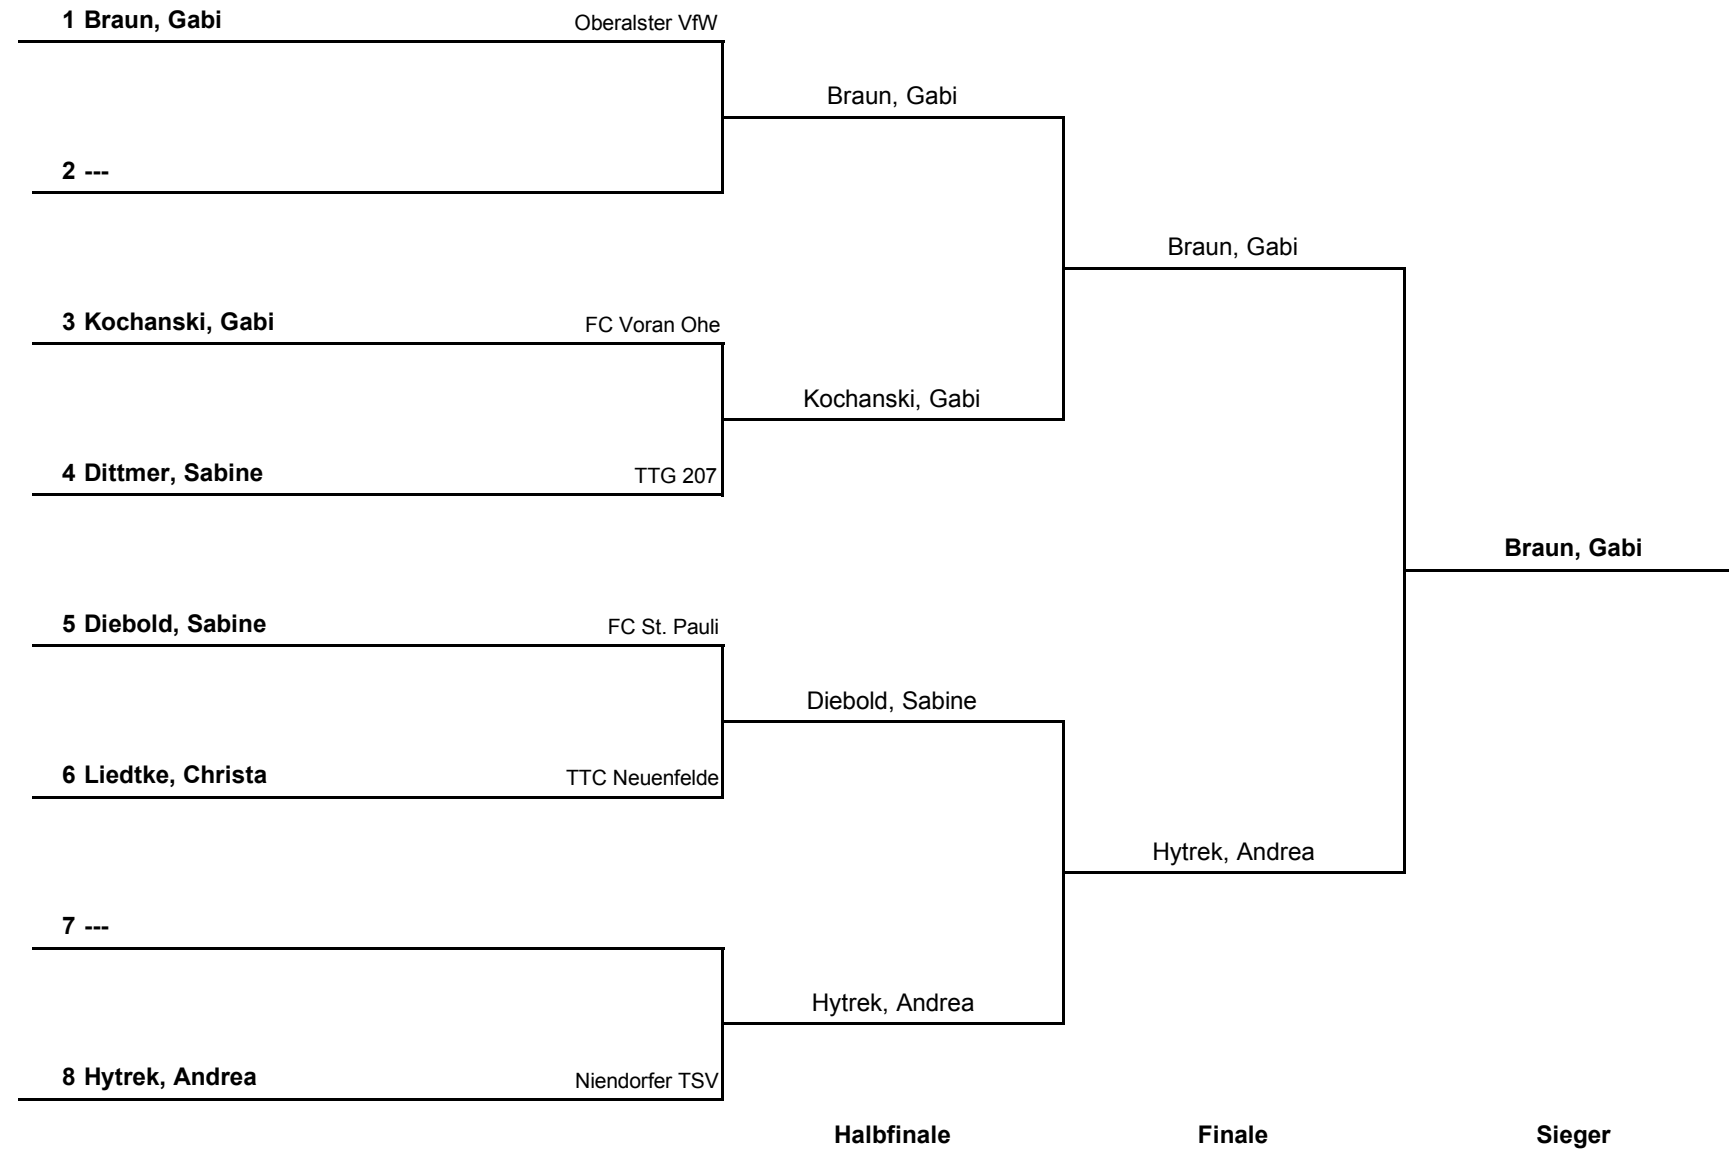 1 Braun, Gabi Oberalster VfW
Braun, Gabi
2 ---
Braun, Gabi
3 Kochanski, Gabi FC Voran Ohe
Kochanski, Gabi
4 Dittmer, Sabine TTG 207
Braun, Gabi
5 Diebold, Sabine FC St. Pauli
Diebold, Sabine
6 Liedtke, Christa TTC Neuenfelde
Hytrek, Andrea
7 ---
Hytrek, Andrea
8 Hytrek, Andrea Niendorfer TSV
Halbfinale Finale Sieger